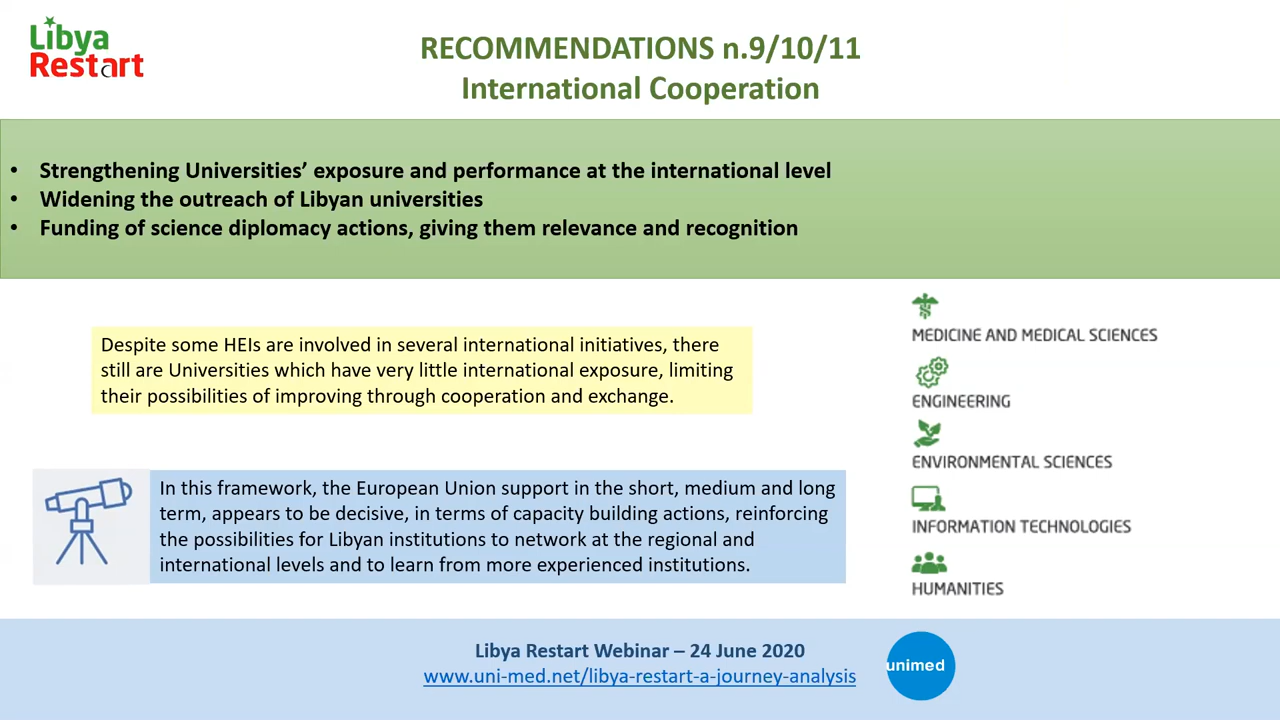 Libya
Restart
RECOMMENDATIONS n.9/10/11
International Cooperation
• Strengthening Universities’ exposure and performance at the international level
• Widening the outreach of Libyan universities
• Funding of science diplomacy actions, giving them relevance and recognition
Despite some HEIs are involved in several international initiatives, there
still are Universities which have very little international exposure, limiting
their possibilities of improving through cooperation and exchange.
In this framework, the European Union support in the short, medium and long
term, appears to be decisive, in terms of capacity building actions, reinforcing
the possibilities for Libyan institutions to network at the regional and
international levels and to learn from more experienced institutions.
MEDICINE AND MEDICAL SCIENCES
ENGINEERING
ENVIRONMENTAL SCIENCES
INFORMATION TECHNOLOGIES
HUMANITIES
Libya Restart Webinar – 24 June 2020
www.uni-med.net/libya-restart-a-journey-analysis
unimed